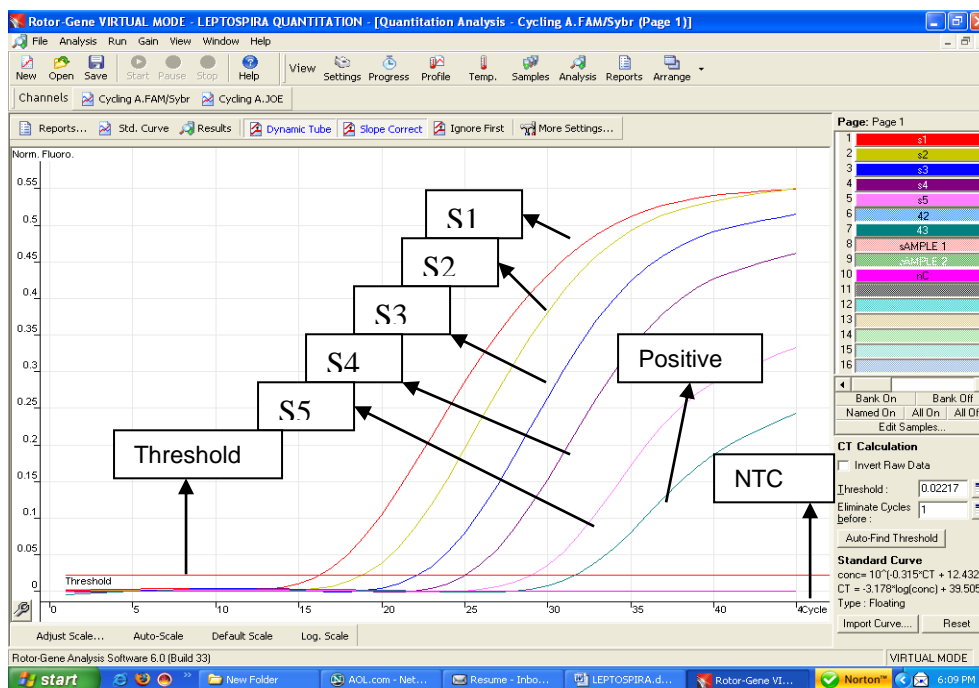 Rotor-Gene VIRTUAL MODE - LEPTOSPIRA QUANTITATION - [Quantitation Analysis - Cycling A.FAM/Sybr (Page 1)]
File Analysis Run Gain View Window Help
New Open Save Start Pause Stop Help View Settings Progress Profile Temp. Samples Analysis Reports Arrange
Channels Cycling A.FAM/Sybr Cycling A.JOE
Reports... Std. Curve Results Dynamic Tube Slope Correct Ignore First More Settings...
Norm. Fluoro.
0.55
0.5
0.45
0.4
0.35
0.3
0.25
0.2
0.15
0.1
0.05
0
S1
S2
S3
S4
S5
Positive
Threshold
NTC
Threshold
5 10 15 20 25 30 35 40 Cycle
Adjust Scale... Auto-Scale Default Scale Log. Scale
Page: Page 1
1 s1
2 s2
3 s3
4 s4
5 s5
6 42
7 43
8 sAMPLE 1
9 sAMPLE 2
10 nC
11
12
13
14
15
16
Bank On Bank Off
Named On All On All Of
Edit Samples...
CT Calculation
Invert Raw Data
Threshold : 0.02217
Eliminate Cycles before : 1
Auto-Find Threshold
Standard Curve
conc= 10^(-0.315*CT + 12.432
CT = -3.178*log(conc) + 39.505
Type : Floating
Import Curve.... Reset
Rotor-Gene Analysis Software 6.0 (Build 33) VIRTUAL MODE
start » New Folder AOL.com - Net... Resume - Inbo... LEPTOSPIRA.d... Rotor-Gene VI... Norton™ 6:09 PM